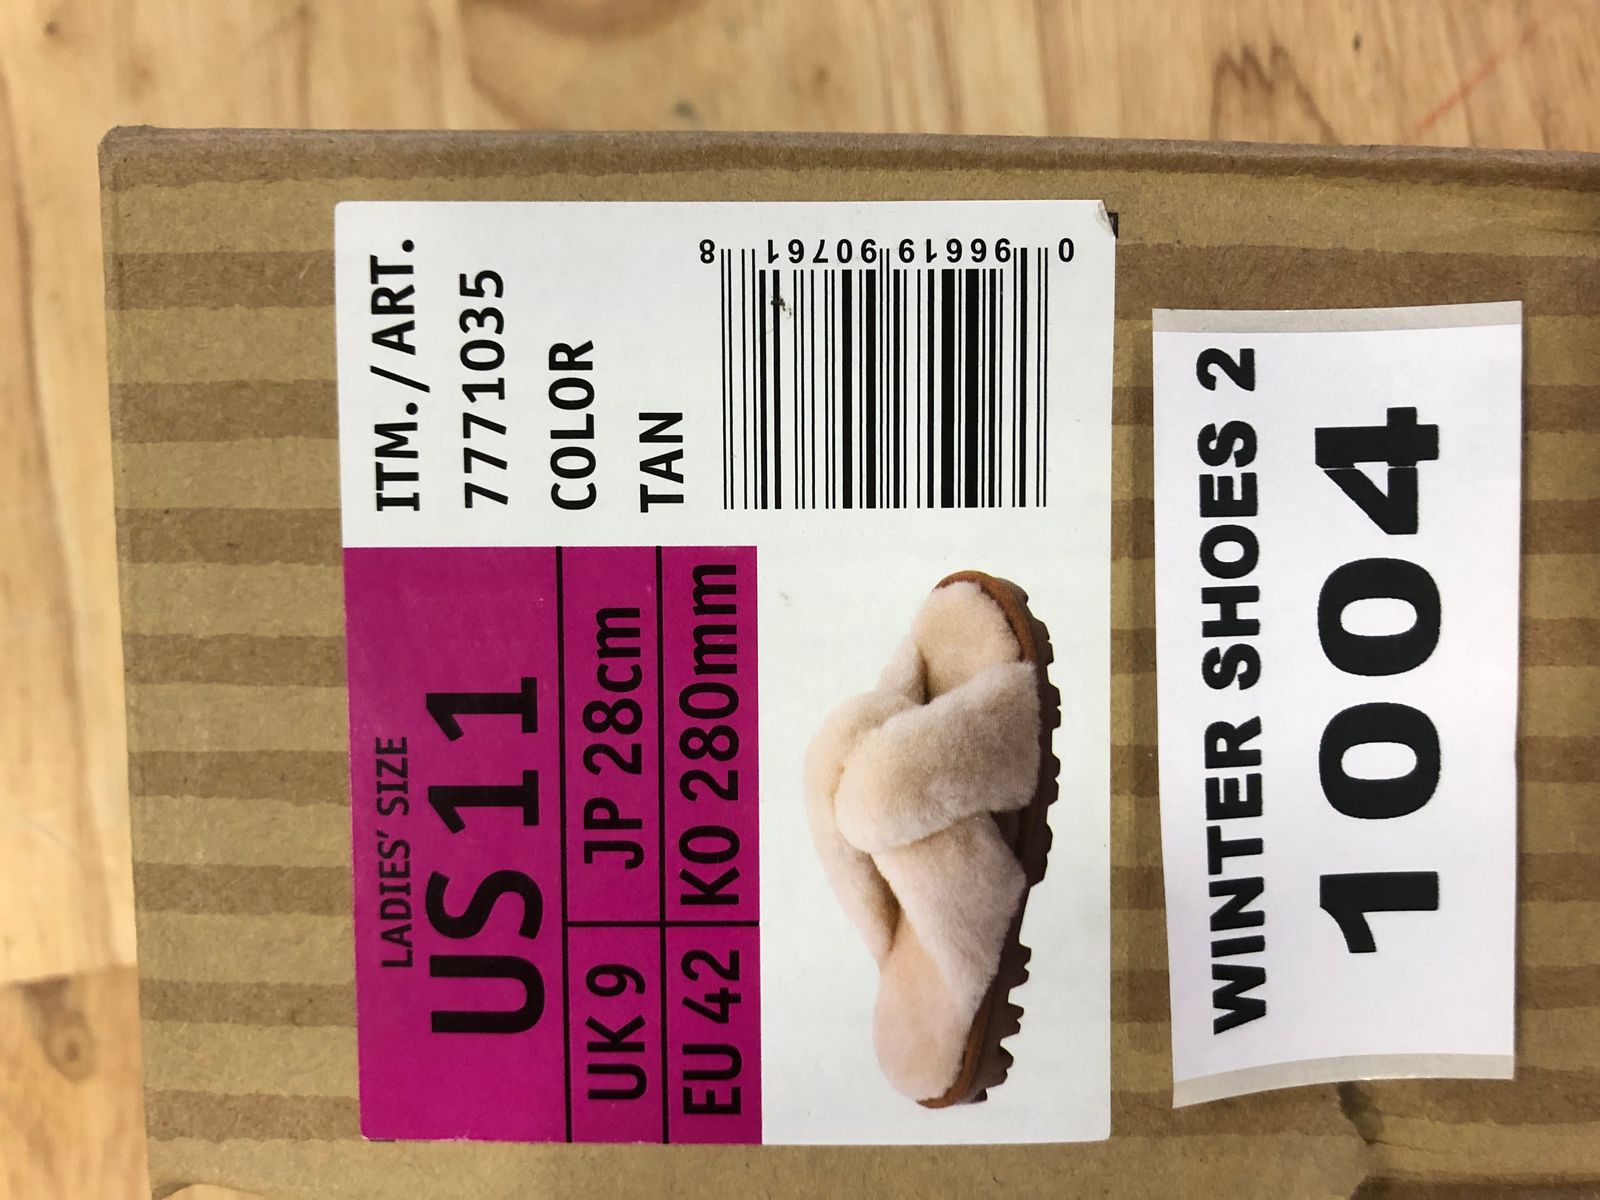 LADIES' SIZE
US 11
UK 9
JP 28cm
EU 42
KO 280mm
ITM./ART.
7771035
COLOR
TAN
0 96619 90761 8
WINTER SHOES 2
1004